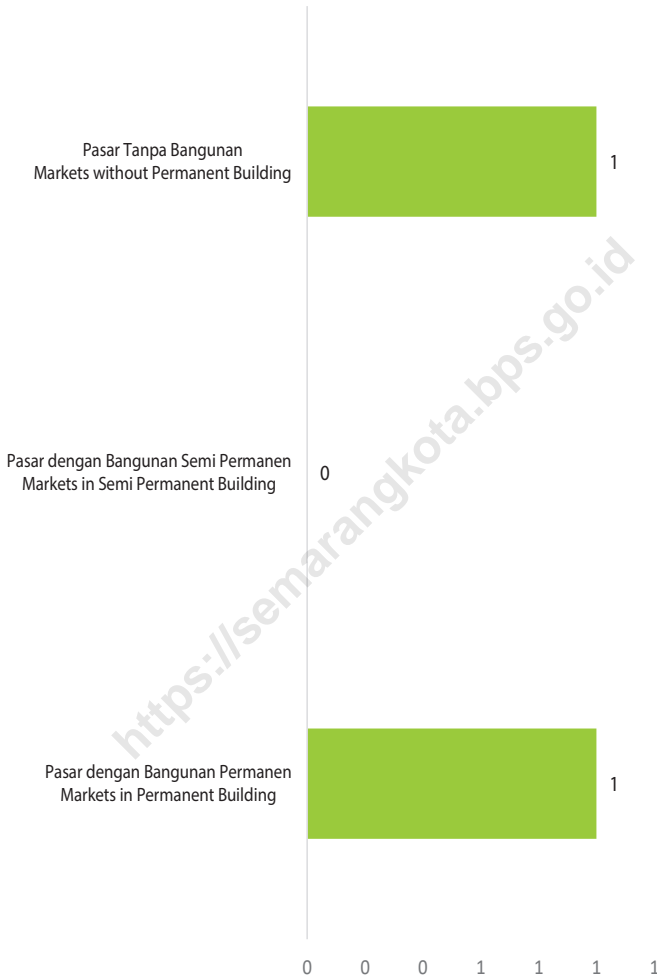 Pasar Tanpa Bangunan
Markets without Permanent Building
1
Pasar dengan Bangunan Semi Permanen
Markets in Semi Permanent Building
0
Pasar dengan Bangunan Permanen
Markets in Permanent Building
1
0 0 0 1 1 1 1
https://semarangkota.bps.go.id